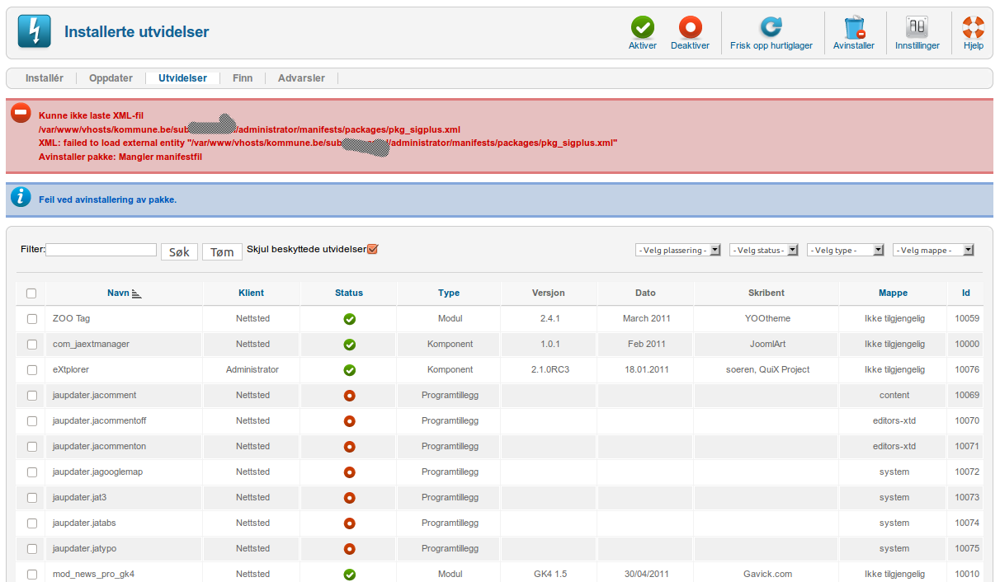 Installerte utvidelser
Aktiver Deaktiver Frisk opp hurtiglager Avinstaller Innstillinger Hjelp
Installér Oppdater Utvidelser Finn Advarsler
Kunne ikke laste XML-fil
/var/www/vhosts/kommune.be/sub /administrator/manifests/packages/pkg_sigplus.xml
XML: failed to load external entity "/var/www/vhosts/kommune.be/sub /administrator/manifests/packages/pkg_sigplus.xml"
Avinstaller pakke: Mangler manifestfil
Feil ved avinstallering av pakke.
Filter: Søk Tøm Skjul beskyttede utvidelser - Velg plassering - - Velg status - - Velg type - - Velg mappe -
Navn Klient Status Type Versjon Dato Skribent Mappe Id
ZOO Tag Nettsted Modul 2.4.1 March 2011 YOOtheme Ikke tilgjengelig 10059
com_jaextmanager Nettsted Komponent 1.0.1 Feb 2011 JoomlArt Ikke tilgjengelig 10000
eXtplorer Administrator Komponent 2.1.0RC3 18.01.2011 soeren, QuiX Project Ikke tilgjengelig 10076
jaupdater.jacomment Nettsted Programtillegg content 10069
jaupdater.jacommentoff Nettsted Programtillegg editors-xtd 10070
jaupdater.jacommenton Nettsted Programtillegg editors-xtd 10071
jaupdater.jagooglemap Nettsted Programtillegg system 10072
jaupdater.jat3 Nettsted Programtillegg system 10073
jaupdater.jatabs Nettsted Programtillegg system 10074
jaupdater.jatypo Nettsted Programtillegg system 10075
mod_news_pro_gk4 Nettsted Modul GK4 1.5 30/04/2011 Gavick.com Ikke tilgjengelig 10010